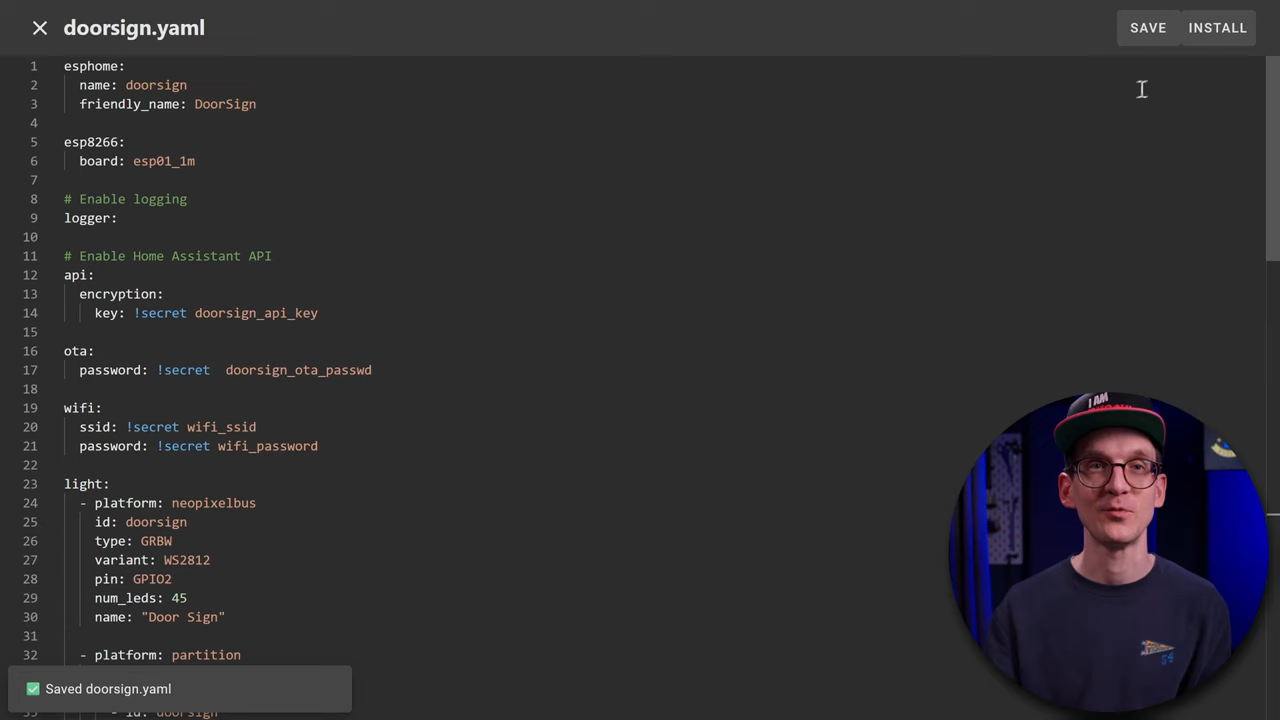 doorsign.yaml
SAVE
INSTALL
1 esphome:
2 name: doorsign
3 friendly_name: DoorSign
4
5 esp8266:
6 board: esp01_1m
7
8 # Enable logging
9 logger:
10
11 # Enable Home Assistant API
12 api:
13 encryption:
14 key: !secret doorsign_api_key
15
16 ota:
17 password: !secret  doorsign_ota_passwd
18
19 wifi:
20 ssid: !secret wifi_ssid
21 password: !secret wifi_password
22
23 light:
24 - platform: neopixelbus
25 id: doorsign
26 type: GRBW
27 variant: WS2812
28 pin: GPIO2
29 num_leds: 45
30 name: "Door Sign"
31
32 - platform: partition
Saved doorsign.yaml
- id: doorsign
I AM